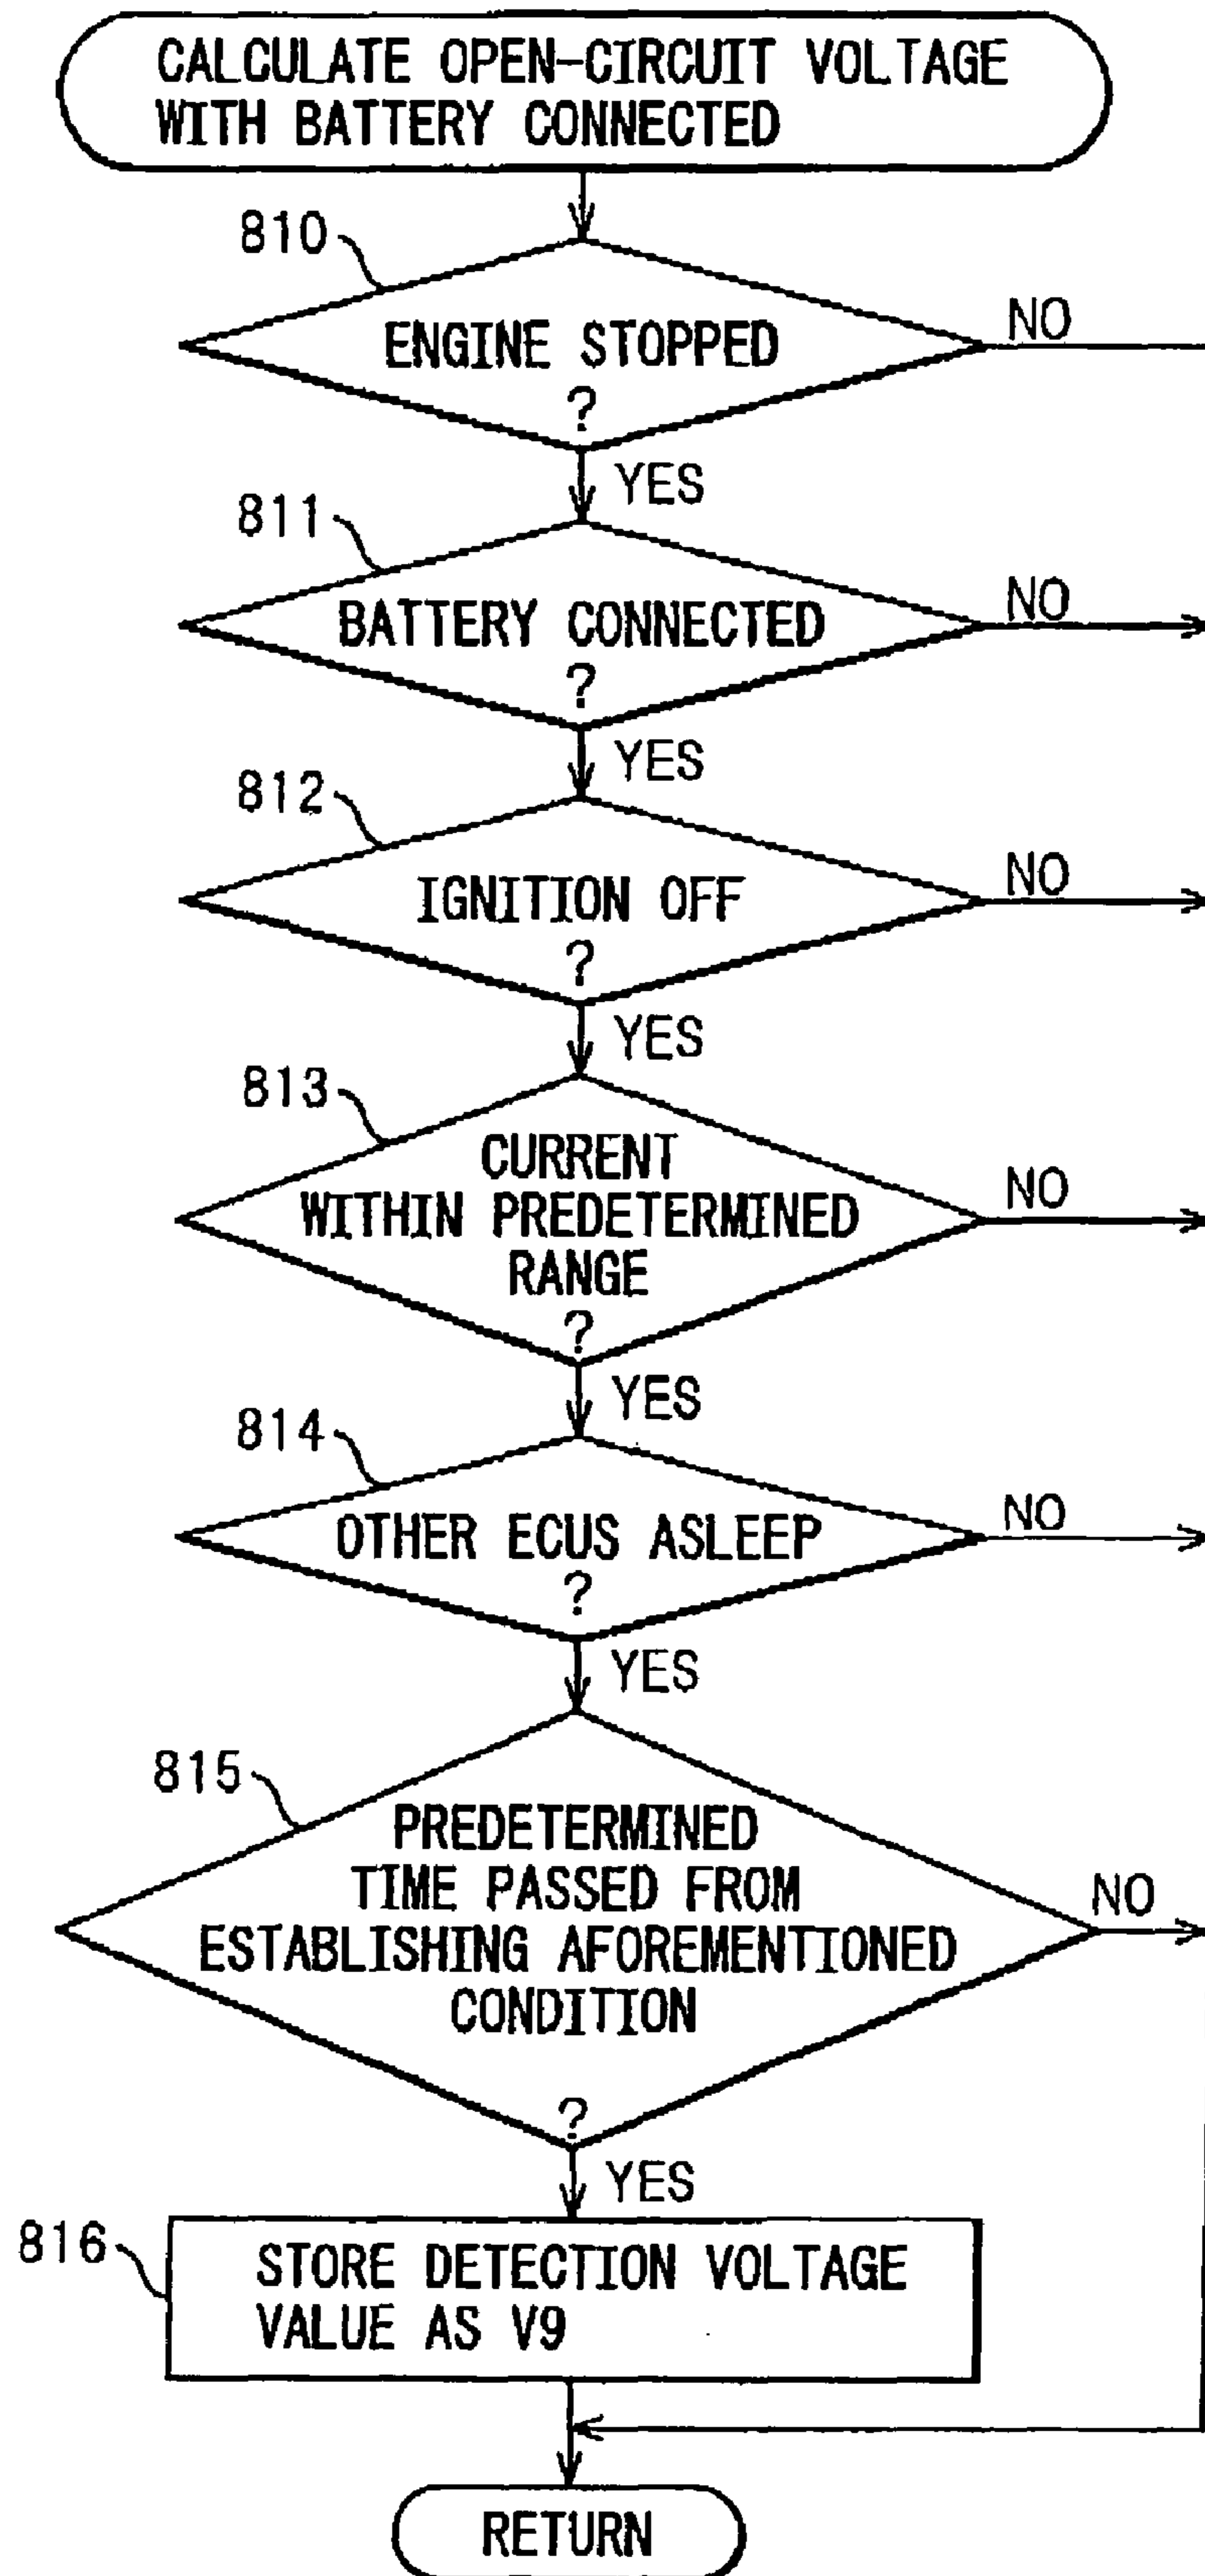 CALCULATE OPEN-CIRCUIT VOLTAGE
WITH BATTERY CONNECTED
810
ENGINE STOPPED
?
NO
YES
811
BATTERY CONNECTED
?
NO
YES
812
IGNITION OFF
?
NO
YES
813
CURRENT
WITHIN PREDETERMINED
RANGE
?
NO
YES
814
OTHER ECUS ASLEEP
?
NO
YES
815
PREDETERMINED
TIME PASSED FROM
ESTABLISHING AFOREMENTIONED
CONDITION
?
NO
YES
816
STORE DETECTION VOLTAGE
VALUE AS V9
RETURN